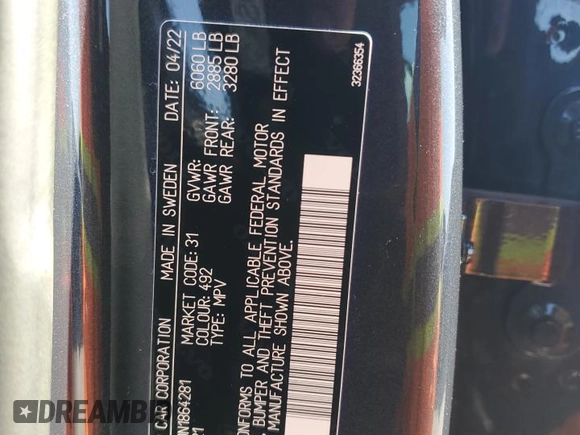 CAR CORPORATION MADE IN SWEDEN DATE: 04/22
GVWR: 6060 LB
GAWR FRONT: 2885 LB
GAWR REAR: 3280 LB
N1864281 MARKET CODE: 31
COLOUR: 492
TYPE: MPV
CONFORMS TO ALL APPLICABLE FEDERAL MOTOR
BUMPER AND THEFT PREVENTION STANDARDS IN EFFECT
MANUFACTURE SHOWN ABOVE.
32366354
DREAMBID